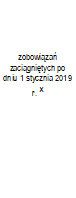 zobowiązań
zaciągniętych po
dniu 1 stycznia 2019
r. x